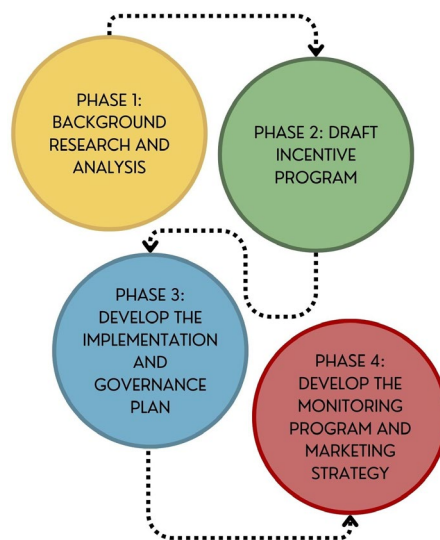 PHASE 1:
BACKGROUND
RESEARCH AND
ANALYSIS
PHASE 2: DRAFT
INCENTIVE
PROGRAM
PHASE 3:
DEVELOP THE
IMPLEMENTATION
AND
GOVERNANCE
PLAN
PHASE 4:
DEVELOP THE
MONITORING
PROGRAM AND
MARKETING
STRATEGY